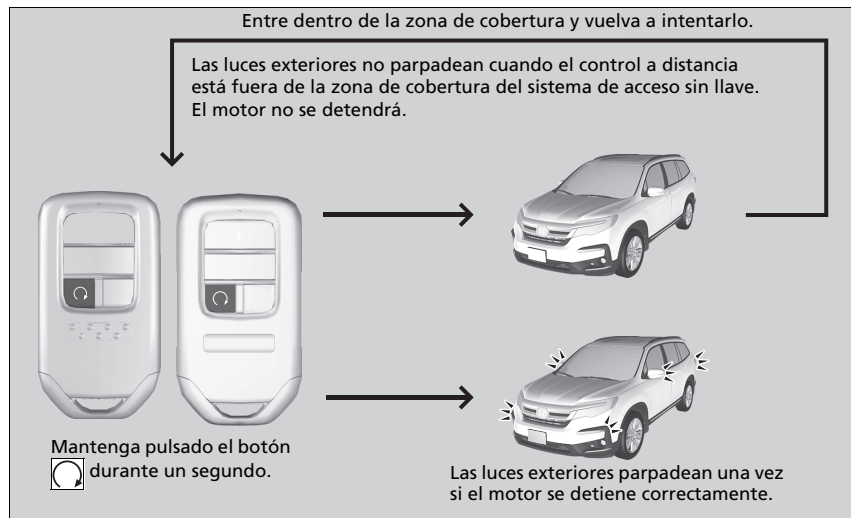 Entre dentro de la zona de cobertura y vuelva a intentarlo.
Las luces exteriores no parpadean cuando el control a distancia
está fuera de la zona de cobertura del sistema de acceso sin llave.
El motor no se detendrá.
Mantenga pulsado el botón
durante un segundo.
Las luces exteriores parpadean una vez
si el motor se detiene correctamente.